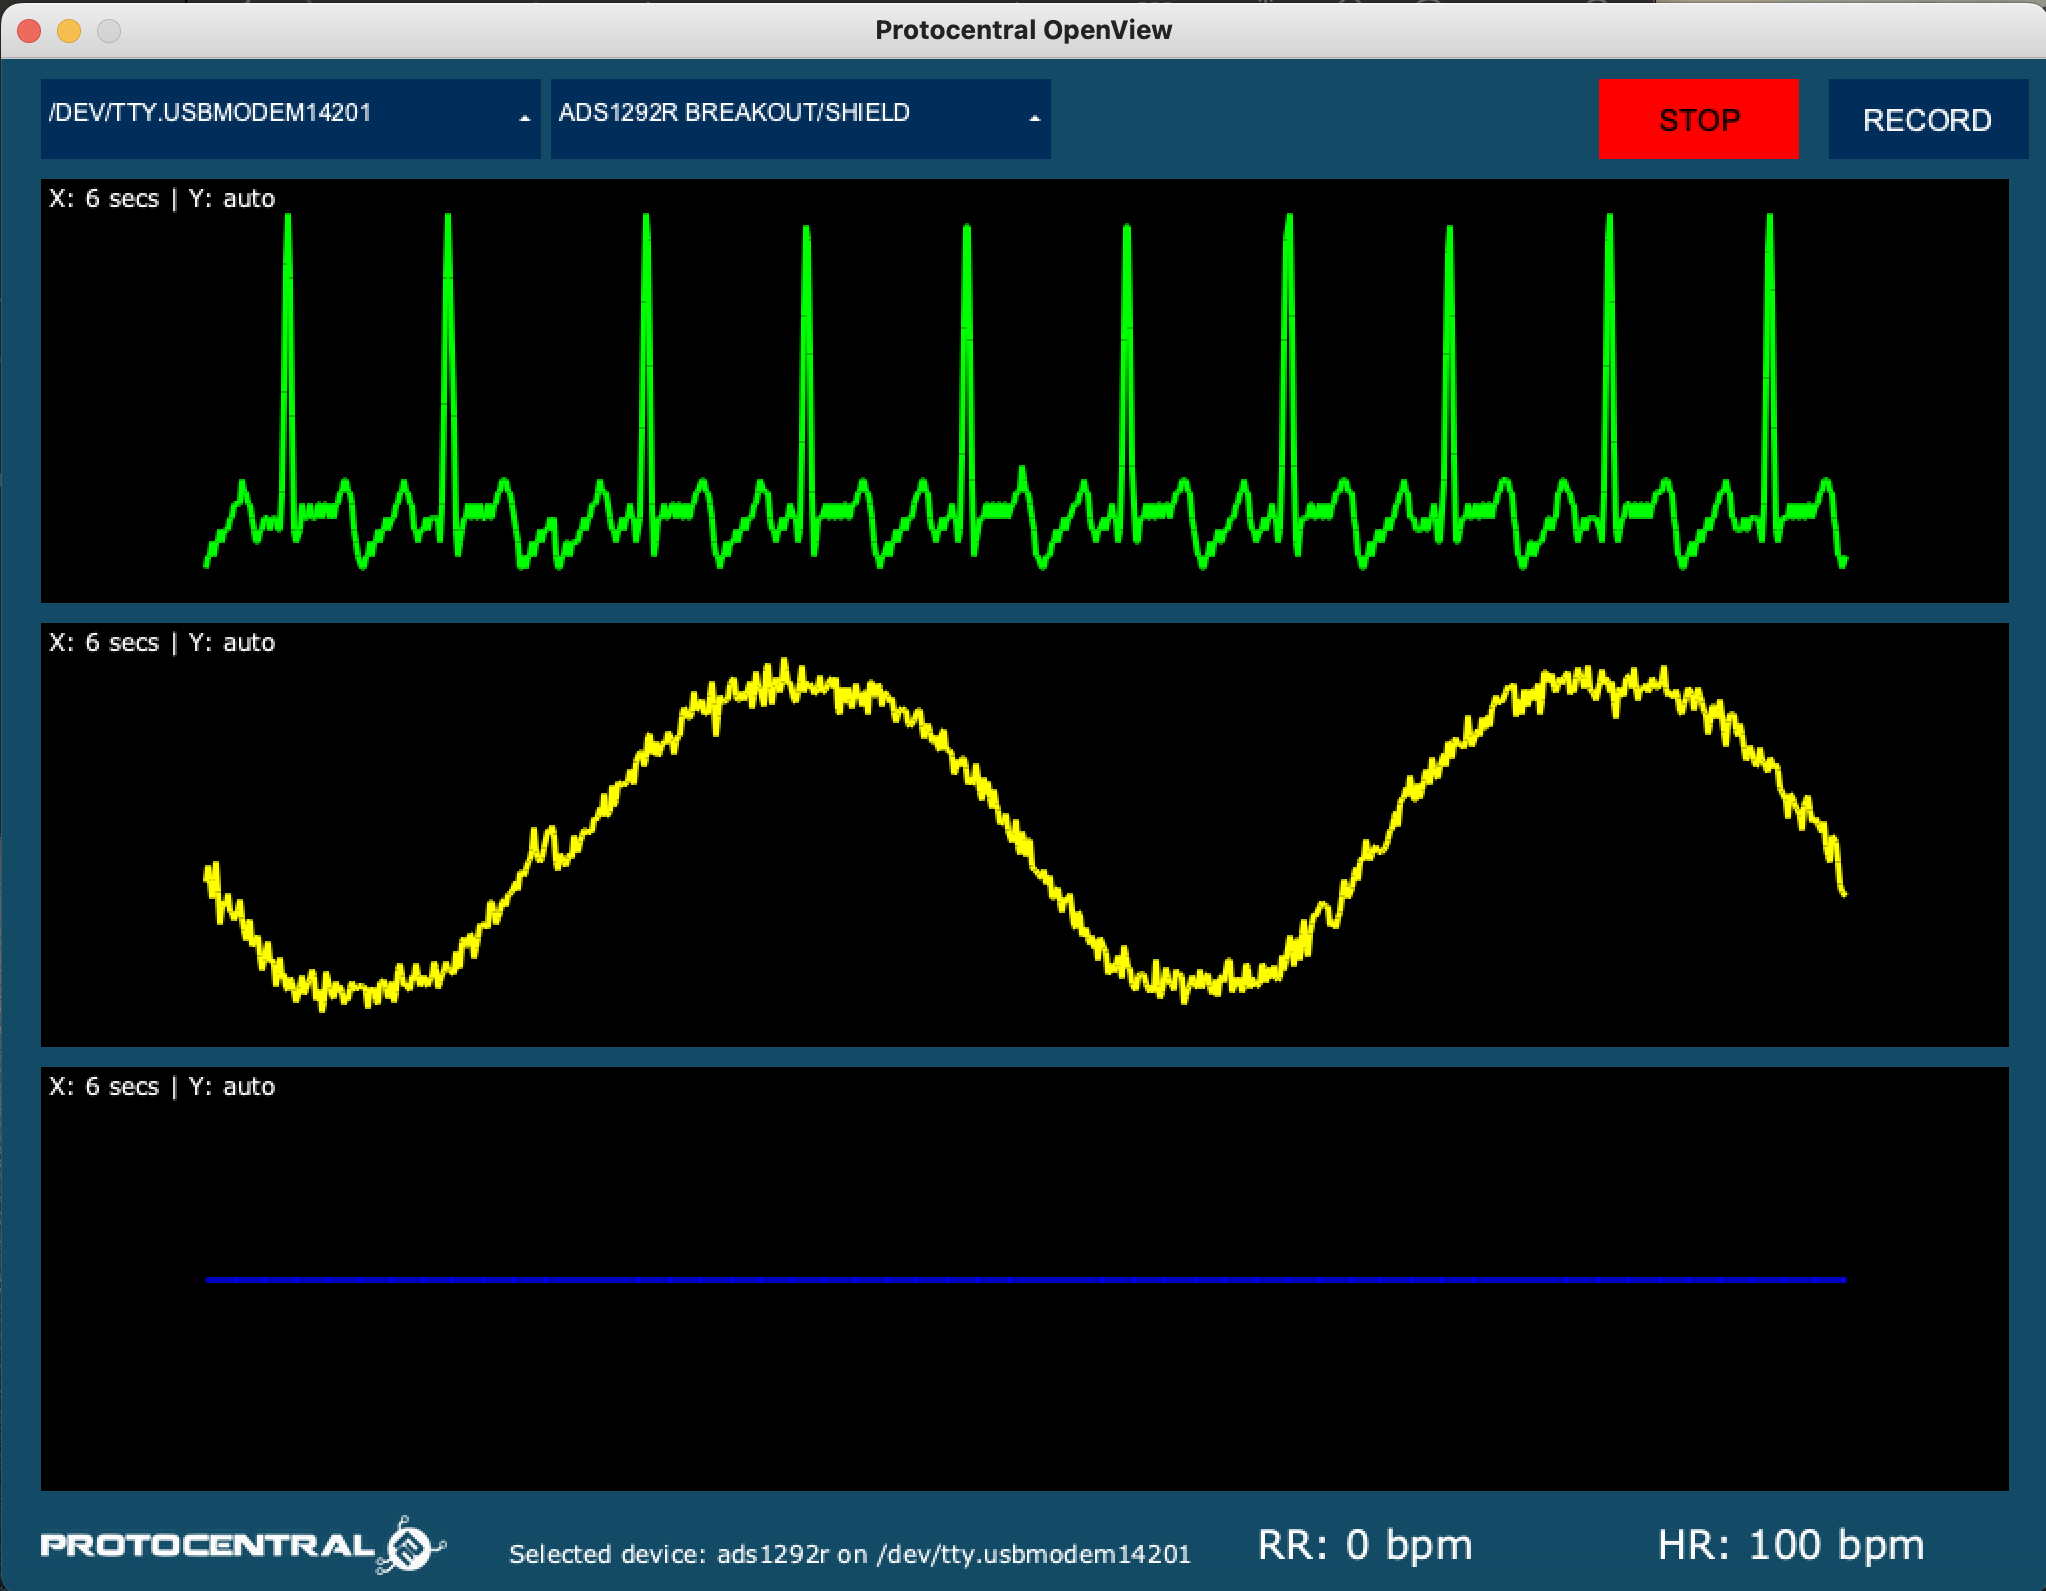 Protocentral OpenView
/DEV/TTY.USBMODEM14201
ADS1292R BREAKOUT/SHIELD
STOP
RECORD
X: 6 secs | Y: auto
X: 6 secs | Y: auto
X: 6 secs | Y: auto
PROTOCENTRAL
Selected device: ads1292r on /dev/tty.usbmodem14201
RR: 0 bpm
HR: 100 bpm